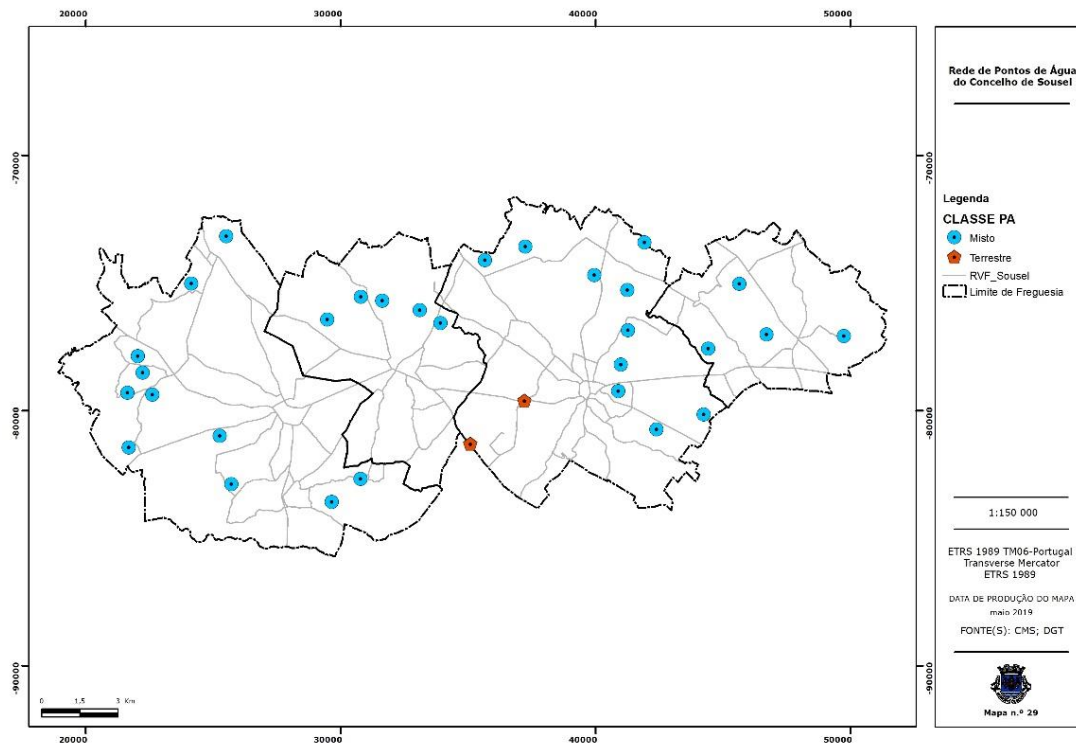 20000
30000
40000
50000
-70000
-70000
-80000
-80000
-90000
-90000
0 1,5 3 Km
20000
30000
40000
50000
Rede de Pontos de Água
do Concelho de Sousel
Legenda
CLASSE PA
Misto
Terrestre
RVF_Sousel
Limite de Freguesia
1:150 000
ETRS 1989 TM06-Portugal
Transverse Mercator
ETRS 1989
DATA DE PRODUÇÃO DO MAPA
maio 2019
FONTE(S): CMS; DGT
Mapa n.º 29